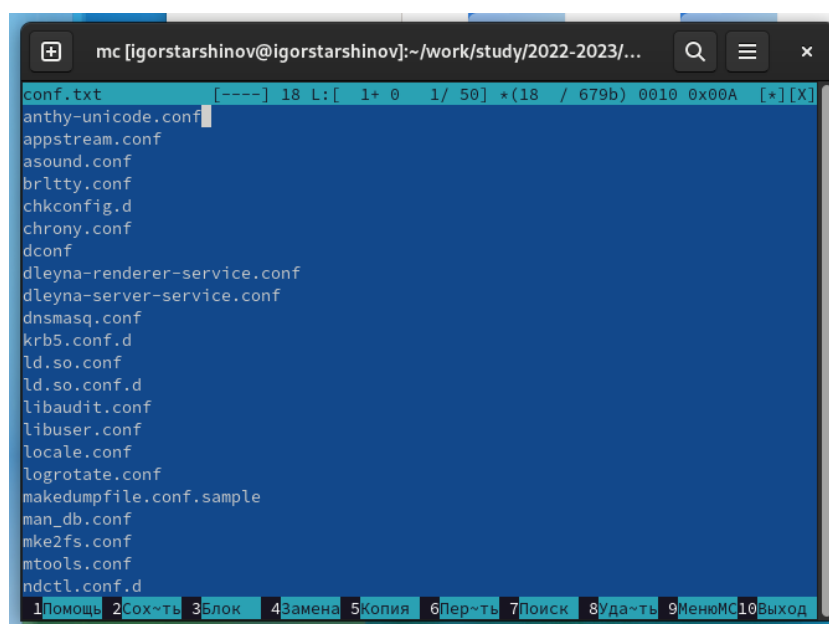 mc [igorstarshinov@igorstarshinov]:~/work/study/2022-2023/...
conf.txt [----] 18 L:[ 1+ 0 1/ 50] *(18 / 679b) 0010 0x00A [*][X]
anthy-unicode.conf
appstream.conf
asound.conf
brltty.conf
chkconfig.d
chrony.conf
dconf
dleyna-renderer-service.conf
dleyna-server-service.conf
dnsmasq.conf
krb5.conf.d
ld.so.conf
ld.so.conf.d
libaudit.conf
libuser.conf
locale.conf
logrotate.conf
makedumpfile.conf.sample
man_db.conf
mke2fs.conf
mtools.conf
ndctl.conf.d
1Помощь 2Сох~ть 3Блок 4Замена 5Копия 6Пер~ть 7Поиск 8Уда~ть 9МенюMC10Выход